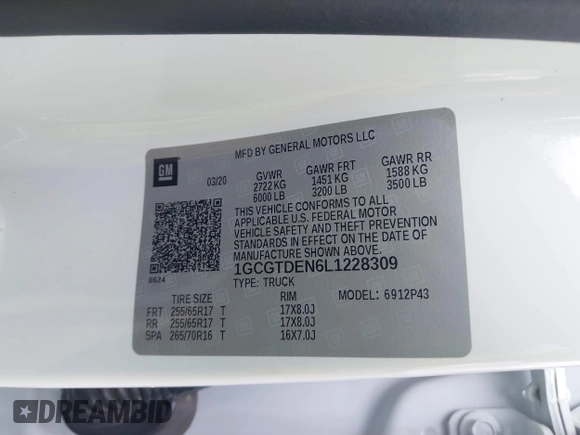 MFD BY GENERAL MOTORS LLC
GM
03/20
GVWR GAWR FRT GAWR RR
2722 KG 1451 KG 1588 KG
6000 LB 3200 LB 3500 LB
THIS VEHICLE CONFORMS TO ALL
APPLICABLE U.S. FEDERAL MOTOR
VEHICLE SAFETY AND THEFT
PREVENTION STANDARDS IN
EFFECT ON THE DATE OF
MANUFACTURE SHOWN ABOVE.
1GCGTDEN6L1228309
TYPE: TRUCK
8624
TIRE SIZE RIM MODEL: 6912P43
FRT 255/65R17 T 17X8.0J
RR 255/65R17 T 17X8.0J
SPA 265/70R16 T 16X7.0J
DREAMBID